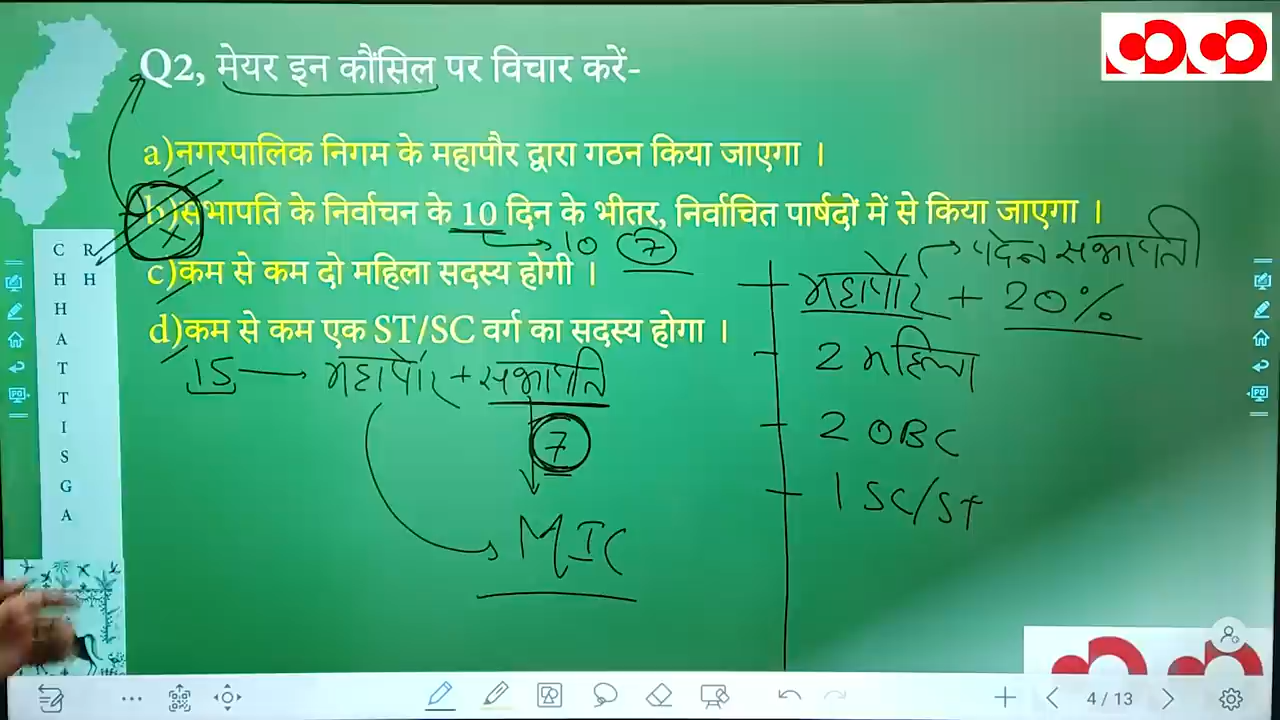 Q2, मेयर इन कौंसिल पर विचार करें-
a)नगरपालिक निगम के महापौर द्वारा गठन किया जाएगा ।
b)सभापति के निर्वाचन के 10 दिन के भीतर, निर्वाचित पार्षदों में से किया जाएगा ।
X
10 7
c)कम से कम दो महिला सदस्य होगी ।
d)कम से कम एक ST/SC वर्ग का सदस्य होगा ।
15 → महापौर + सभापति
7
MIC
पदेन सभापती
महापौर + 20%
2 महिला
2 OBC
1 SC/ST
CHHATTISGARH
4 / 13